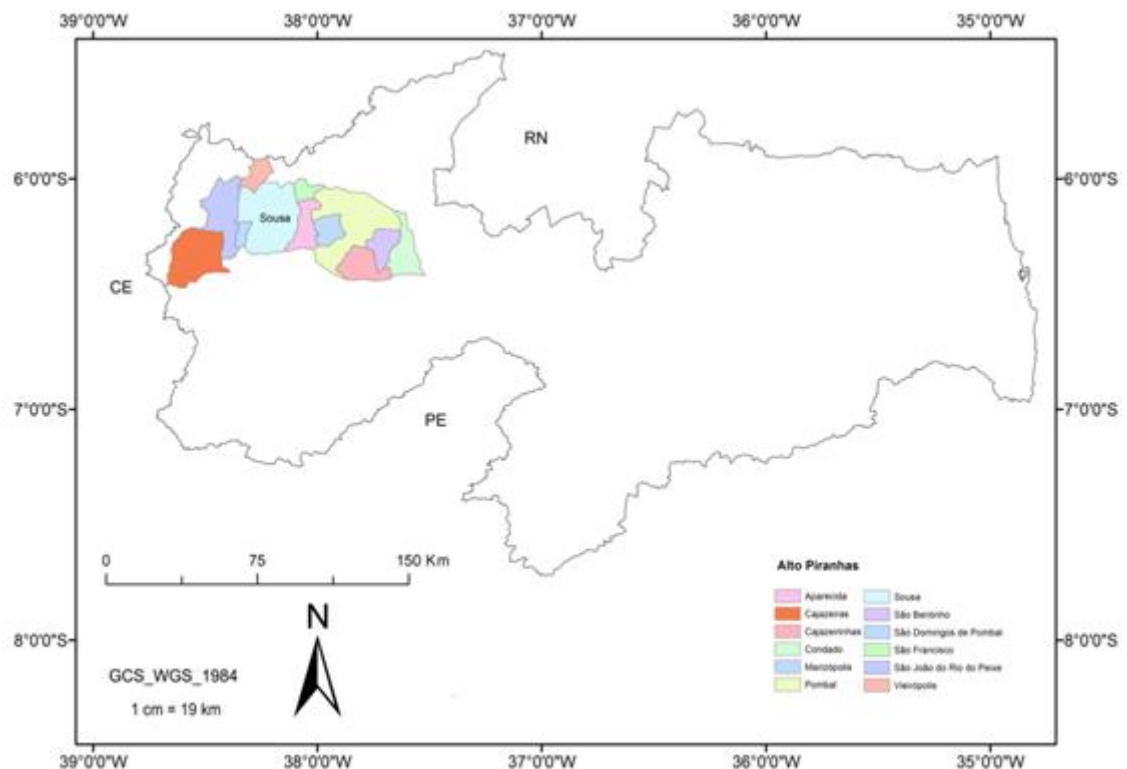 39°0'0"W 38°0'0"W 37°0'0"W 36°0'0"W 35°0'0"W
RN
6°0'0"S 6°0'0"S
Sousa
CE
7°0'0"S 7°0'0"S
PE
0 75 150 Km
Alto Piranhas
Aparecida Sousa
Cajazeiras São Bentinho
Cajazeirinhas São Domingos de Pombal
Condado São Francisco
Marizópolis São João do Rio do Peixe
Pombal Vieirópolis
N
8°0'0"S 8°0'0"S
GCS_WGS_1984
1 cm = 19 km
39°0'0"W 38°0'0"W 37°0'0"W 36°0'0"W 35°0'0"W